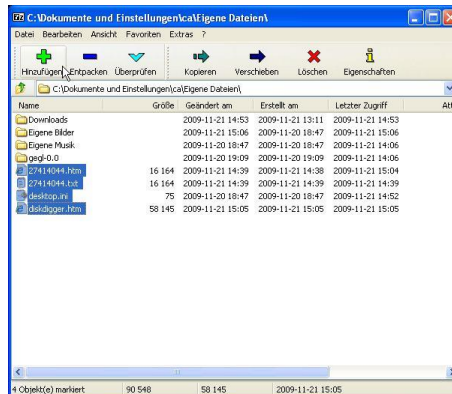 C:\Dokumente und Einstellungen\ca\Eigene Dateien\
Datei Bearbeiten Ansicht Favoriten Extras ?
Hinzufügen Entpacken Überprüfen Kopieren Verschieben Löschen Eigenschaften
C:\Dokumente und Einstellungen\ca\Eigene Dateien\
Name Größe Geändert am Erstellt am Letzter Zugriff Att
Downloads 2009-11-21 14:53 2009-11-21 13:11 2009-11-21 14:53
Eigene Bilder 2009-11-21 15:06 2009-11-20 18:47 2009-11-21 15:06
Eigene Musik 2009-11-20 18:47 2009-11-20 18:47 2009-11-21 14:06
gegl-0.0 2009-11-20 19:09 2009-11-20 19:09 2009-11-21 14:06
27414044.htm 16 164 2009-11-21 14:39 2009-11-21 14:38 2009-11-21 15:04
27414044.txt 16 164 2009-11-21 14:39 2009-11-21 14:39 2009-11-21 14:39
desktop.ini 75 2009-11-20 18:47 2009-11-20 18:47 2009-11-21 14:52
diskdigger.htm 58 145 2009-11-21 15:05 2009-11-21 15:05 2009-11-21 15:05
4 Objekt(e) markiert 90 548 58 145 2009-11-21 15:05